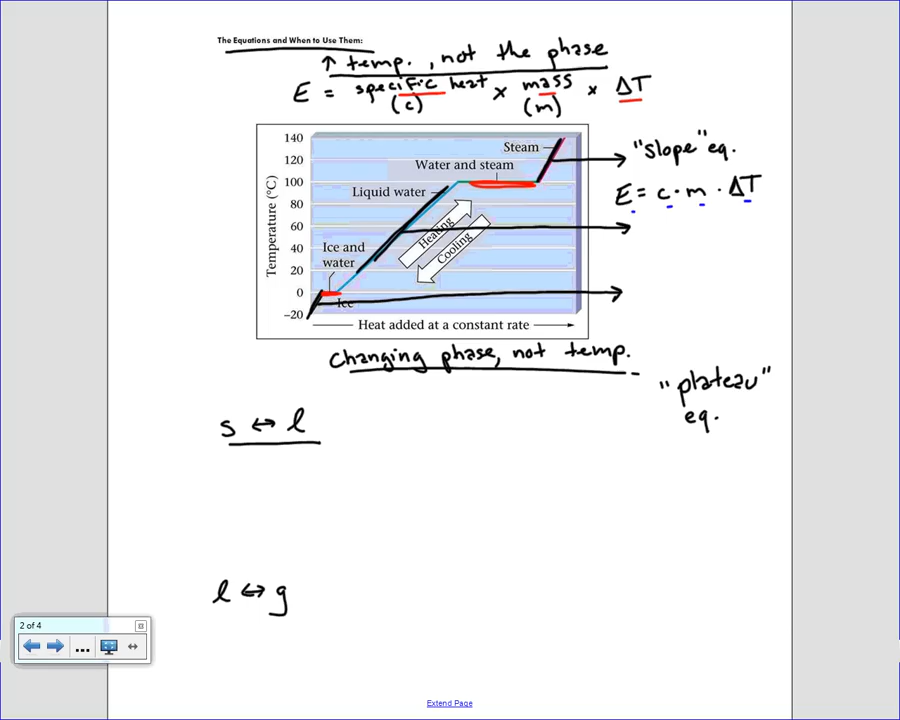 The Equations and When to Use Them:
↑ temp., not the phase
E = specific heat × mass × ΔT
(c) (m)
140
120
100
80
60
40
20
0
−20
Temperature (°C)
Steam
Water and steam
Liquid water
Heating
Cooling
Ice and
water
Ice
Heat added at a constant rate
"slope" eq.
E = c · m · ΔT
Changing phase, not temp.
"plateau"
eq.
s ↔ l
l ↔ g
2 of 4
...
Extend Page